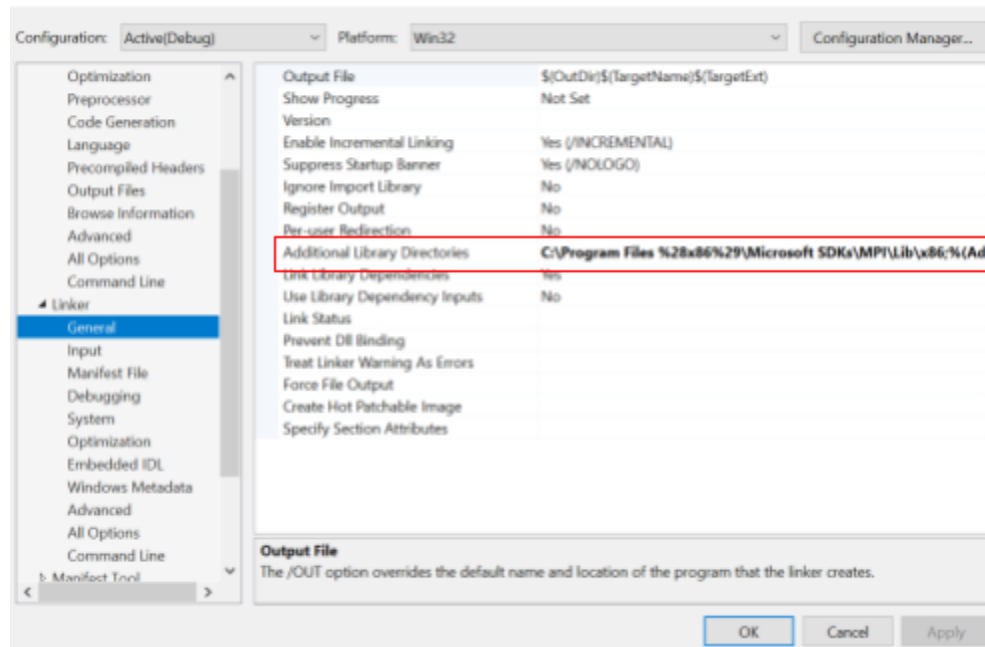 Configuration: Active(Debug) Platform: Win32 Configuration Manager...
Optimization
Preprocessor
Code Generation
Language
Precompiled Headers
Output Files
Browse Information
Advanced
All Options
Command Line
Linker
General
Input
Manifest File
Debugging
System
Optimization
Embedded IDL
Windows Metadata
Advanced
All Options
Command Line
Manifest Tool
Output File $(OutDir)$(TargetName)$(TargetExt)
Show Progress Not Set
Version
Enable Incremental Linking Yes (/INCREMENTAL)
Suppress Startup Banner Yes (/NOLOGO)
Ignore Import Library No
Register Output No
Per-user Redirection No
Additional Library Directories C:\Program Files %28x86%29\Microsoft SDKs\MPI\Lib\x86;%(Ad
Link Library Dependencies Yes
Use Library Dependency Inputs No
Link Status
Prevent Dll Binding
Treat Linker Warning As Errors
Force File Output
Create Hot Patchable Image
Specify Section Attributes
Output File
The /OUT option overrides the default name and location of the program that the linker creates.
OK Cancel Apply